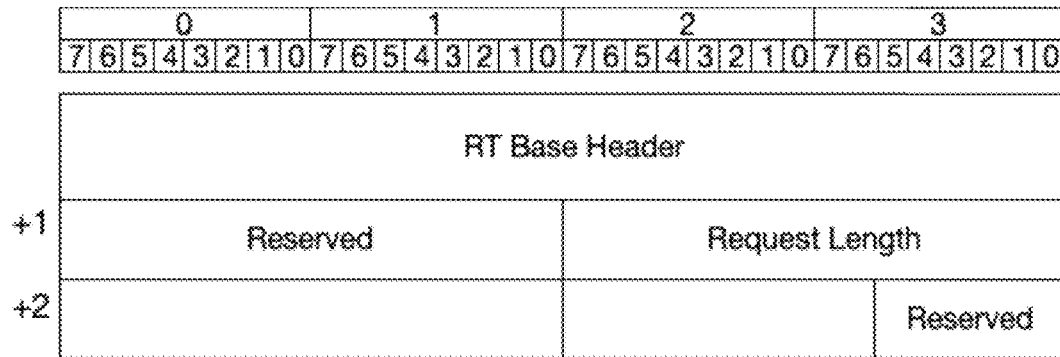 0 1 2 3
7 6 5 4 3 2 1 0 7 6 5 4 3 2 1 0 7 6 5 4 3 2 1 0 7 6 5 4 3 2 1 0
RT Base Header
+1 Reserved Request Length
+2 Reserved